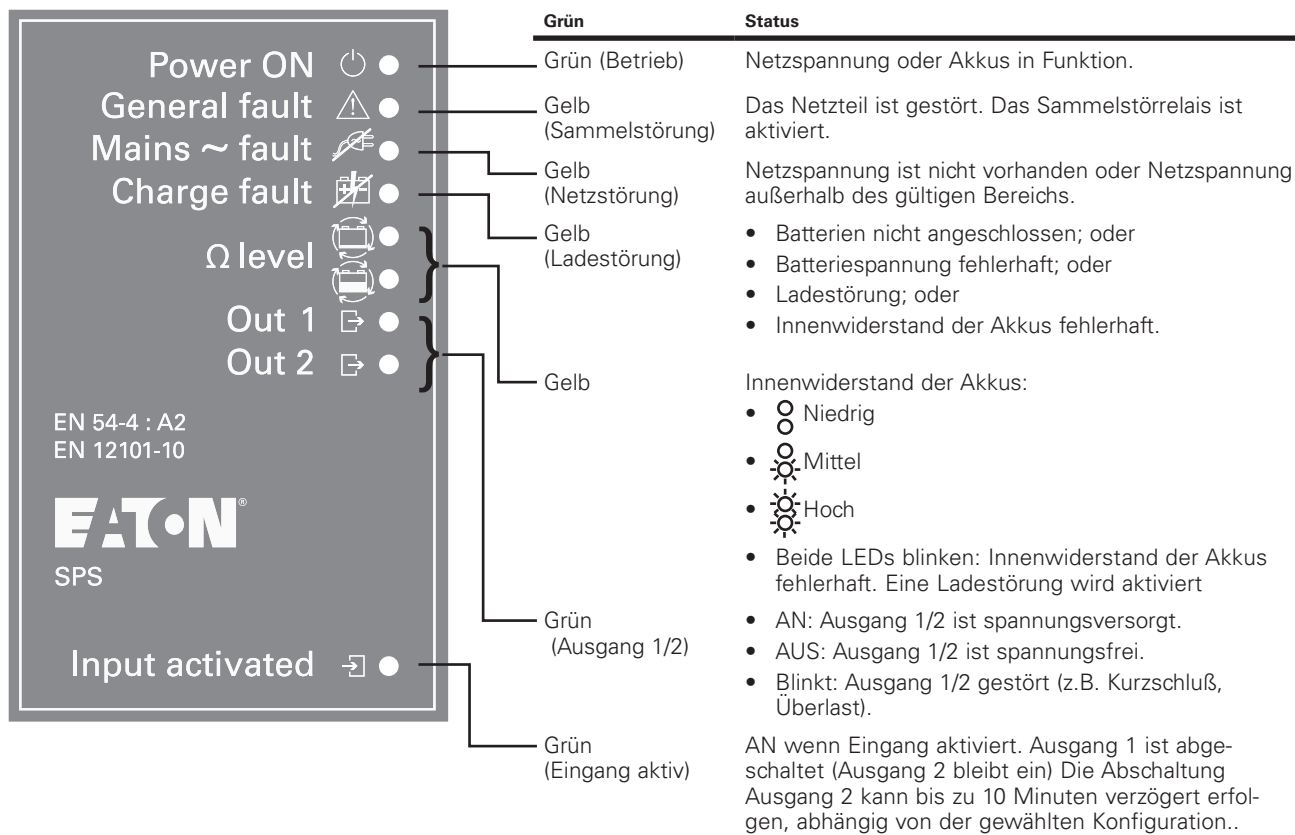 Power ON
General fault
Mains ~ fault
Charge fault
Ω level
Out 1
Out 2
EN 54-4 : A2
EN 12101-10
EATON®
SPS
Input activated
Grün Status
Grün (Betrieb) Netzspannung oder Akkus in Funktion.
Gelb Das Netzteil ist gestört. Das Sammelstörrelais ist
(Sammelstörung) aktiviert.
Gelb Netzspannung ist nicht vorhanden oder Netzspannung
(Netzstörung) außerhalb des gültigen Bereichs.
Gelb • Batterien nicht angeschlossen; oder
(Ladestörung) • Batteriespannung fehlerhaft; oder
• Ladestörung; oder
• Innenwiderstand der Akkus fehlerhaft.
Gelb Innenwiderstand der Akkus:
• Niedrig
• Mittel
• Hoch
• Beide LEDs blinken: Innenwiderstand der Akkus
fehlerhaft. Eine Ladestörung wird aktiviert
Grün • AN: Ausgang 1/2 ist spannungsversorgt.
(Ausgang 1/2) • AUS: Ausgang 1/2 ist spannungsfrei.
• Blinkt: Ausgang 1/2 gestört (z.B. Kurzschluß,
Überlast).
Grün AN wenn Eingang aktiviert. Ausgang 1 ist abge-
(Eingang aktiv) schaltet (Ausgang 2 bleibt ein) Die Abschaltung
Ausgang 2 kann bis zu 10 Minuten verzögert erfol-
gen, abhängig von der gewählten Konfiguration..